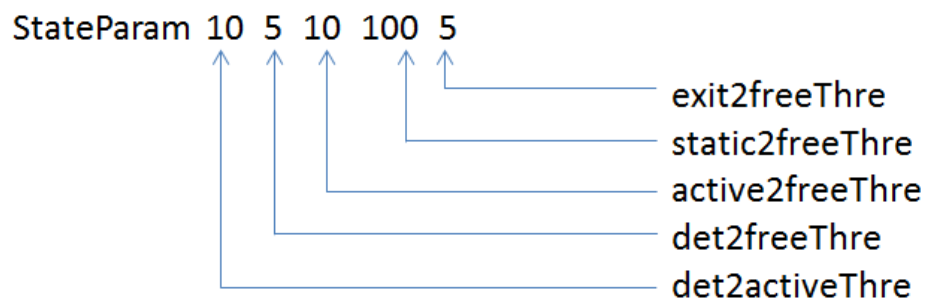 StateParam 10 5 10 100 5
exit2freeThre
static2freeThre
active2freeThre
det2freeThre
det2activeThre